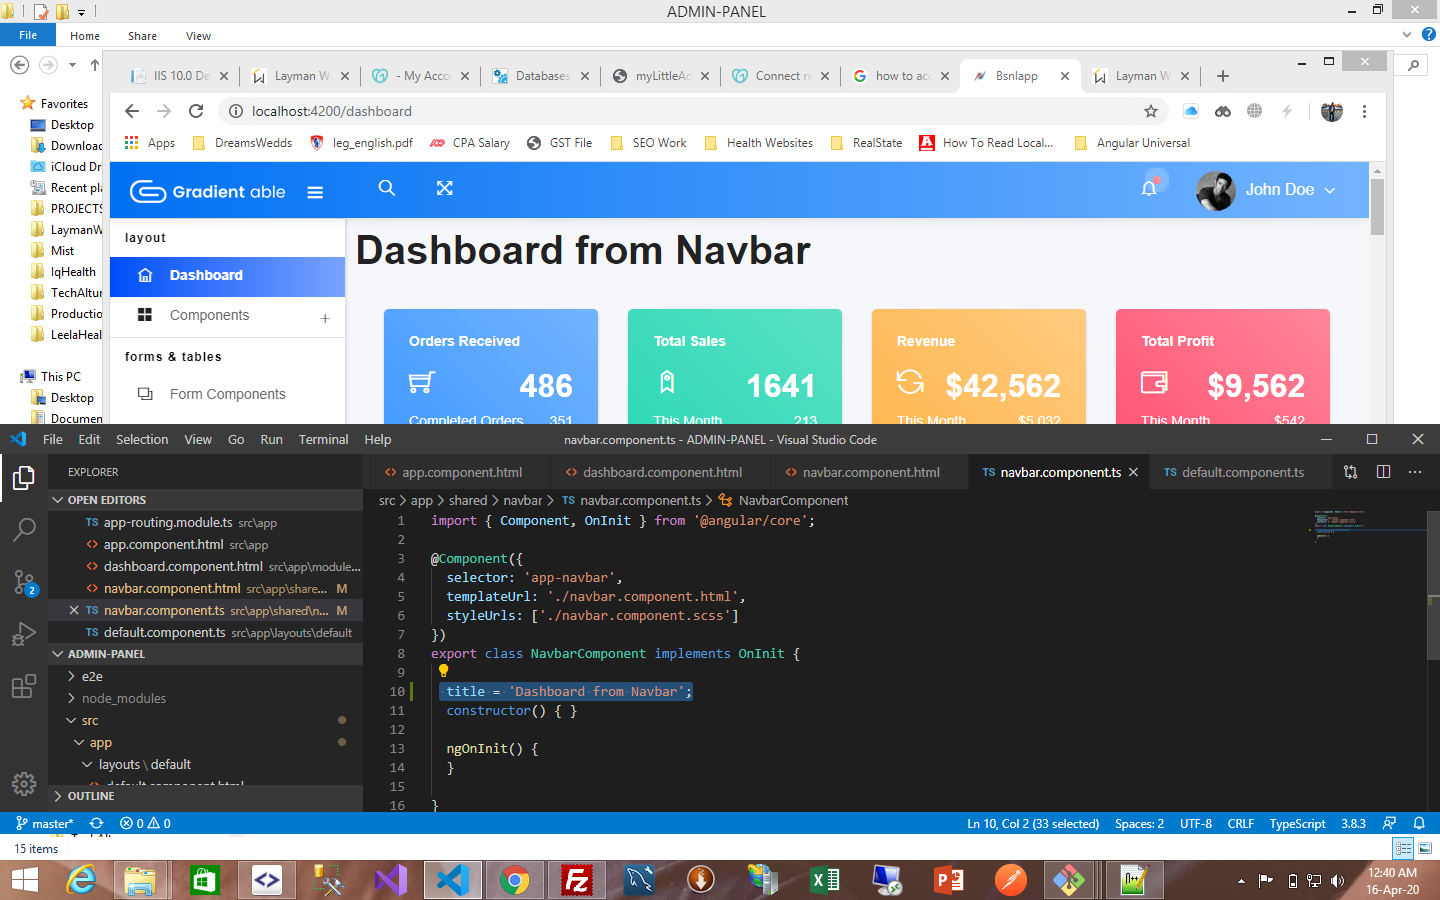 ADMIN-PANEL
File Home Share View
IIS 10.0 De Layman W - My Acco Databases myLittleAd Connect re how to acc Bsnlapp Layman W
localhost:4200/dashboard
Apps DreamsWedds leg_english.pdf CPA Salary GST File SEO Work Health Websites RealState How To Read Local... Angular Universal
Favorites
Desktop
Download
iCloud Dr
Recent pla
PROJECTS
LaymanW
Mist
IqHealth
TechAltur
Productio
LeelaHeal
This PC
Desktop
Documen
Gradient able
John Doe
layout
Dashboard
Components
forms & tables
Form Components
Dashboard from Navbar
Orders Received
486
Completed Orders 351
Total Sales
1641
This Month 213
Revenue
$42,562
This Month $5,032
Total Profit
$9,562
This Month $542
File Edit Selection View Go Run Terminal Help
navbar.component.ts - ADMIN-PANEL - Visual Studio Code
EXPLORER
OPEN EDITORS
TS app-routing.module.ts src\app
app.component.html src\app
dashboard.component.html src\app\module...
navbar.component.html src\app\share... M
TS navbar.component.ts src\app\shared\n... M
TS default.component.ts src\app\layouts\default
ADMIN-PANEL
e2e
node_modules
src
app
layouts \ default
default.component.html
OUTLINE
2
app.component.html dashboard.component.html navbar.component.html TS navbar.component.ts TS default.component.ts
src > app > shared > navbar > TS navbar.component.ts > NavbarComponent
1 import { Component, OnInit } from '@angular/core';
2
3 @Component({
4 selector: 'app-navbar',
5 templateUrl: './navbar.component.html',
6 styleUrls: ['./navbar.component.scss']
7 })
8 export class NavbarComponent implements OnInit {
9
10 title = 'Dashboard from Navbar';
11 constructor() { }
12
13 ngOnInit() {
14 }
15
16 }
master* 0 0 Ln 10, Col 2 (33 selected) Spaces: 2 UTF-8 CRLF TypeScript 3.8.3
15 items
12:40 AM
16-Apr-20